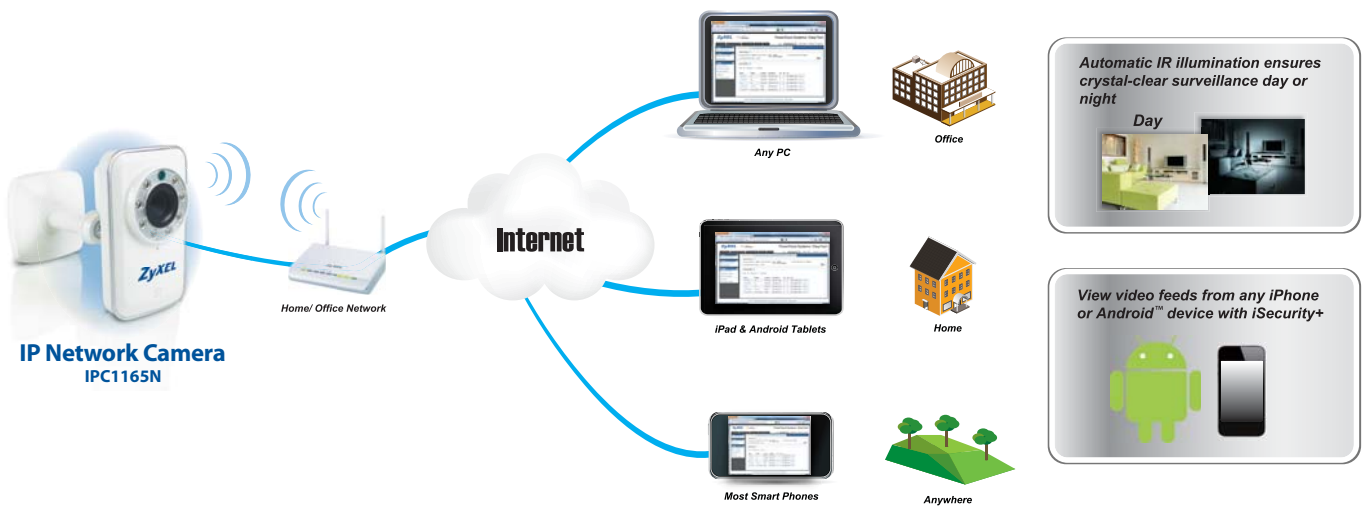 ZyXEL
IP Network Camera
IPC1165N
Home/ Office Network
Internet
Any PC
Office
iPad & Android Tablets
Home
Most Smart Phones
Anywhere
Automatic IR illumination ensures
crystal-clear surveillance day or
night
Day
View video feeds from any iPhone
or Android™ device with iSecurity+